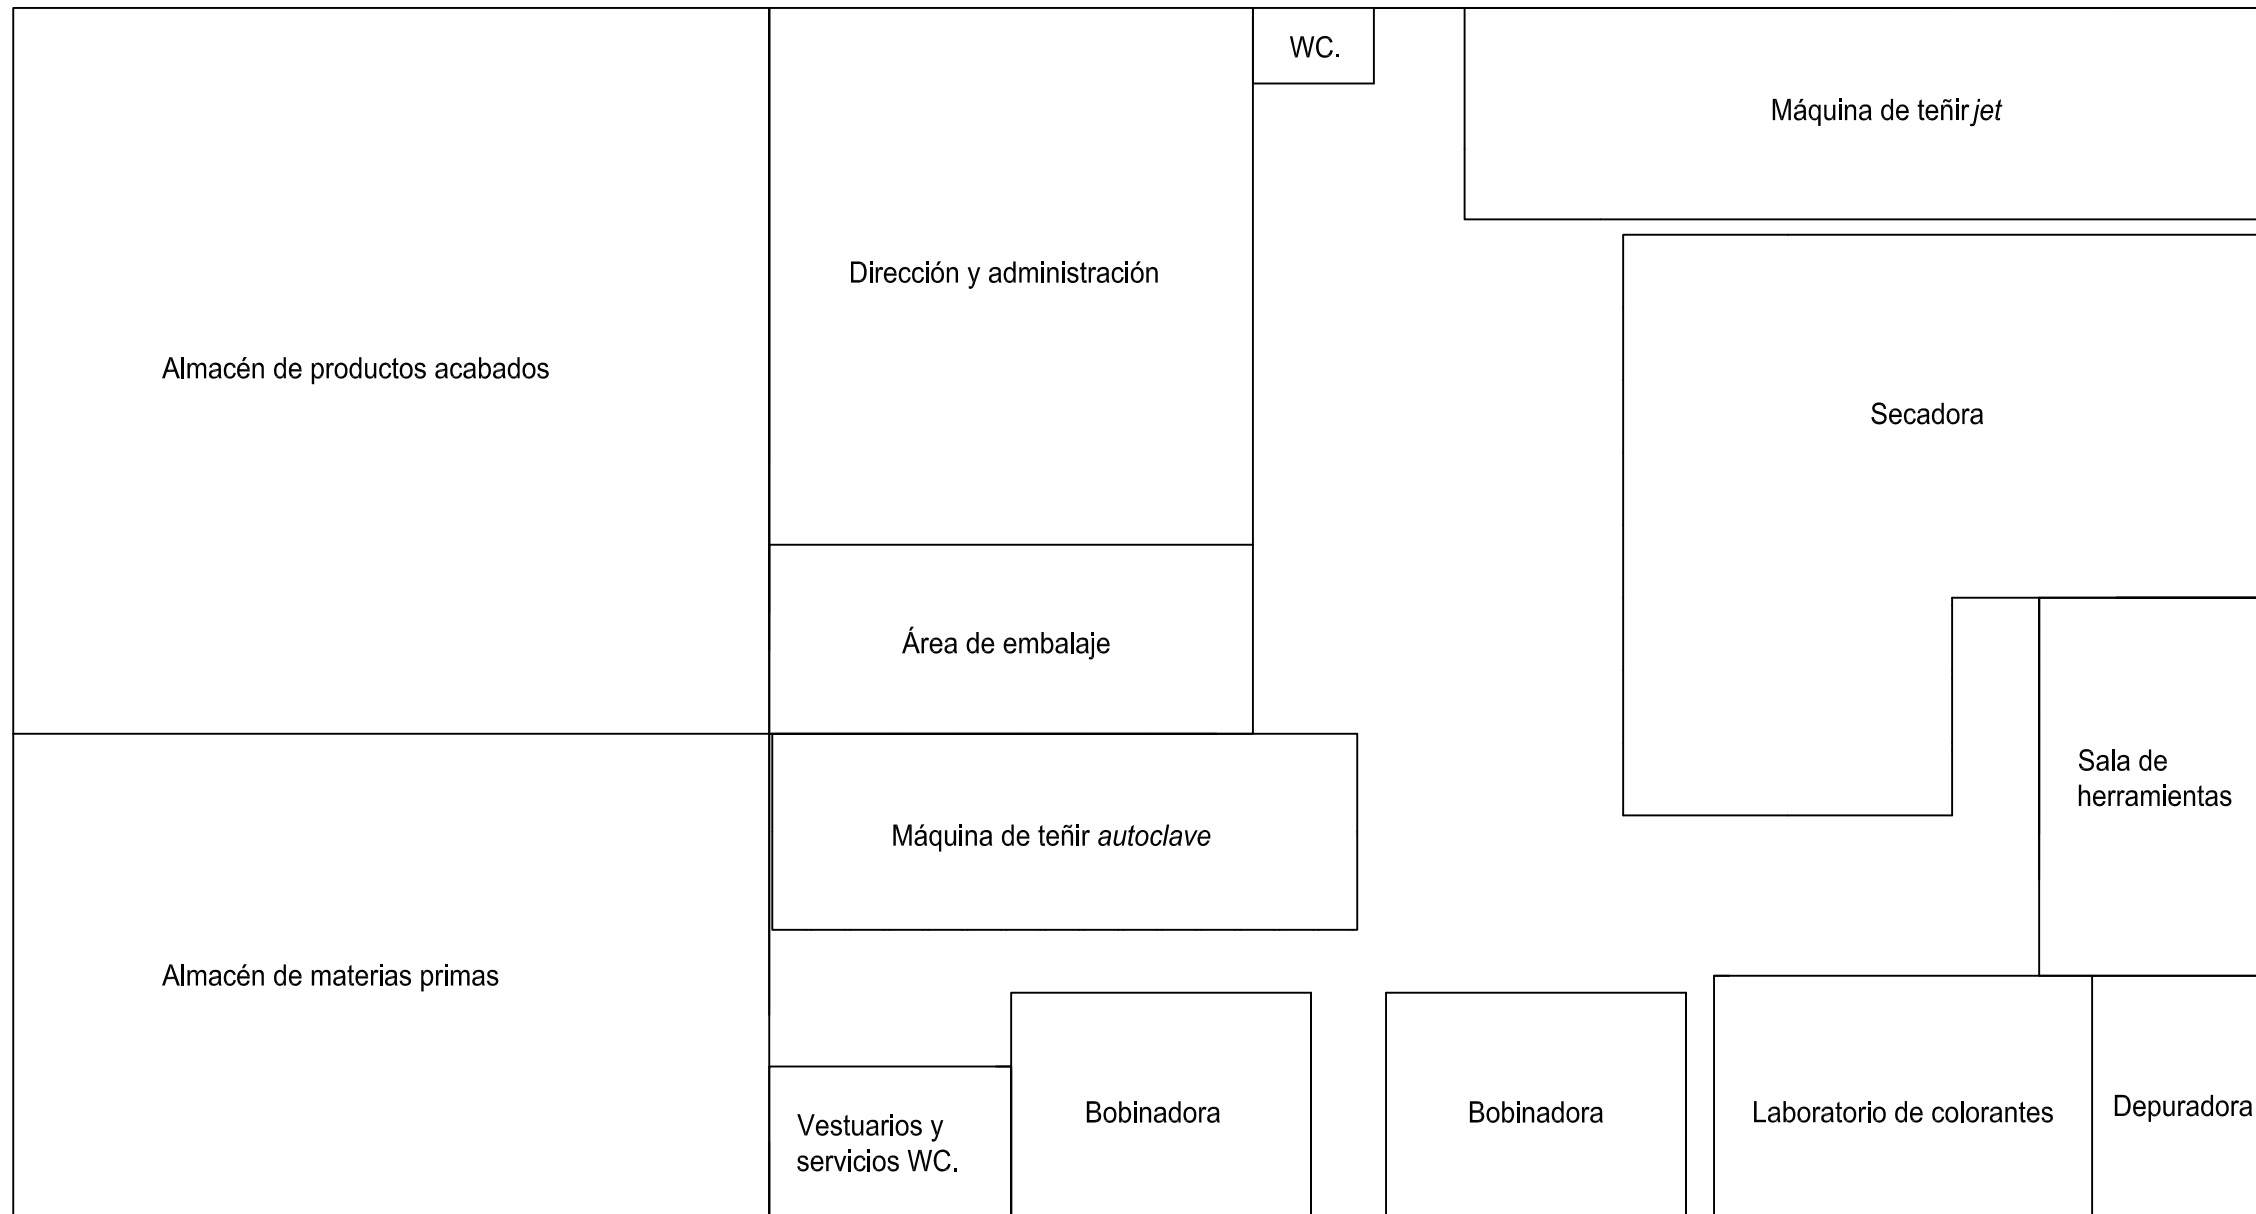 WC.
Máquina de teñir jet
Dirección y administración
Almacén de productos acabados
Secadora
Área de embalaje
Sala de
herramientas
Máquina de teñir autoclave
Almacén de materias primas
Vestuarios y
servicios WC.
Bobinadora
Bobinadora
Laboratorio de colorantes
Depuradora